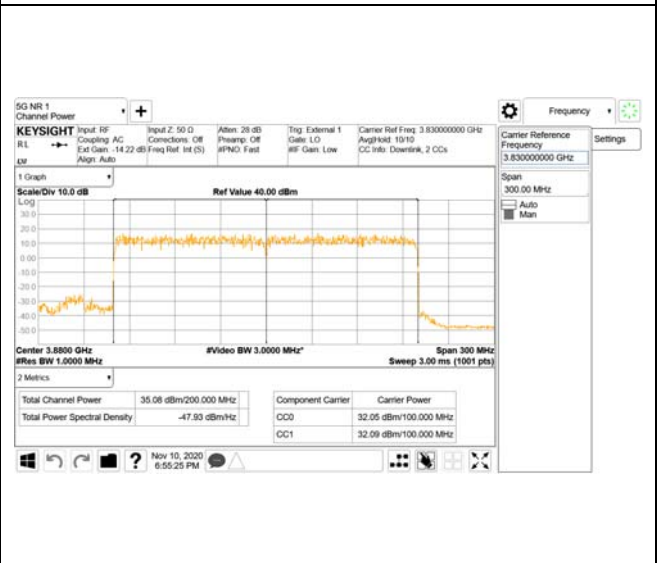 5G NR 1
Channel Power
+
Frequency
KEYSIGHT Input: RF Input Z: 50 Ω Atten: 28 dB Trig: External 1 Carrier Ref Freq: 3.830000000 GHz
RL Coupling: AC Corrections: Off Preamp: Off Gate: LO Avg|Hold: 10/10
Ext Gain: -14.22 dB Freq Ref: Int (S) #PNO: Fast #IF Gain: Low CC Info: Downlink, 2 CCs
Align: Auto
Carrier Reference
Frequency
3.830000000 GHz
Settings
Span
300.00 MHz
Auto
Man
1 Graph
Scale/Div 10.0 dB Ref Value 40.00 dBm
Log
30.0
20.0
10.0
0.00
-10.0
-20.0
-30.0
-40.0
-50.0
Center 3.8800 GHz #Video BW 3.0000 MHz* Span 300 MHz
#Res BW 1.0000 MHz Sweep 3.00 ms (1001 pts)
2 Metrics
Total Channel Power 35.08 dBm/200.000 MHz
Total Power Spectral Density -47.93 dBm/Hz
Component Carrier Carrier Power
CC0 32.05 dBm/100.000 MHz
CC1 32.09 dBm/100.000 MHz
? Nov 10, 2020
6:55:25 PM